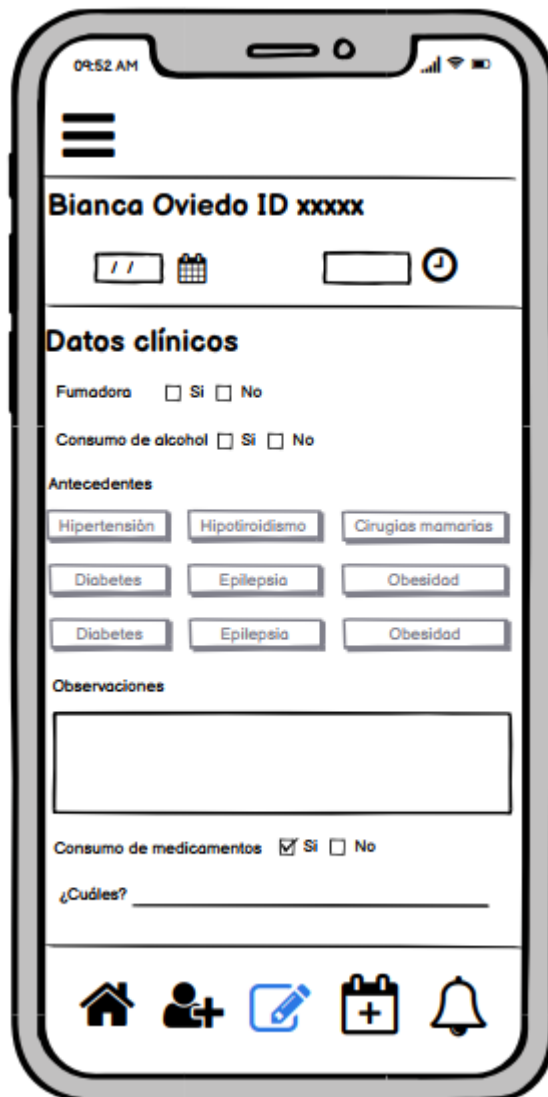 09:52 AM
Bianca Oviedo ID xxxxx
/ /
Datos clínicos
Fumadora Si No
Consumo de alcohol Si No
Antecedentes
Hipertensión Hipotiroidismo Cirugias mamarias
Diabetes Epilepsia Obesidad
Diabetes Epilepsia Obesidad
Observaciones
Consumo de medicamentos Si No
¿Cuáles?